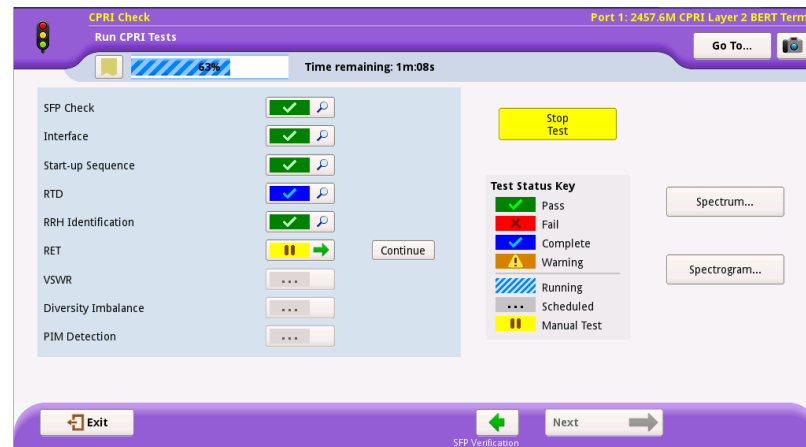 CPRI Check
Port 1: 2457.6M CPRI Layer 2 BERT Term
Run CPRI Tests
Go To...
63%
Time remaining: 1m:08s
SFP Check
Interface
Start-up Sequence
RTD
RRH Identification
RET
Continue
VSWR
Diversity Imbalance
PIM Detection
Stop
Test
Test Status Key
Pass
Fail
Complete
Warning
Running
Scheduled
Manual Test
Spectrum...
Spectrogram...
Exit
Next
SFP Verification